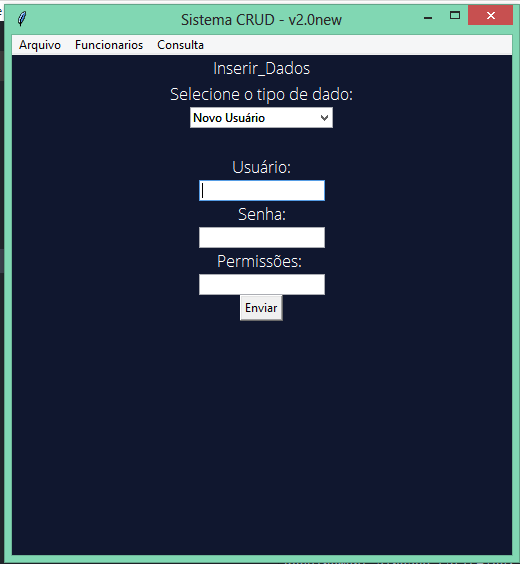 Sistema CRUD - v2.0new
Arquivo Funcionarios Consulta
Inserir_Dados
Selecione o tipo de dado:
Novo Usuário
Usuário:
Senha:
Permissões:
Enviar